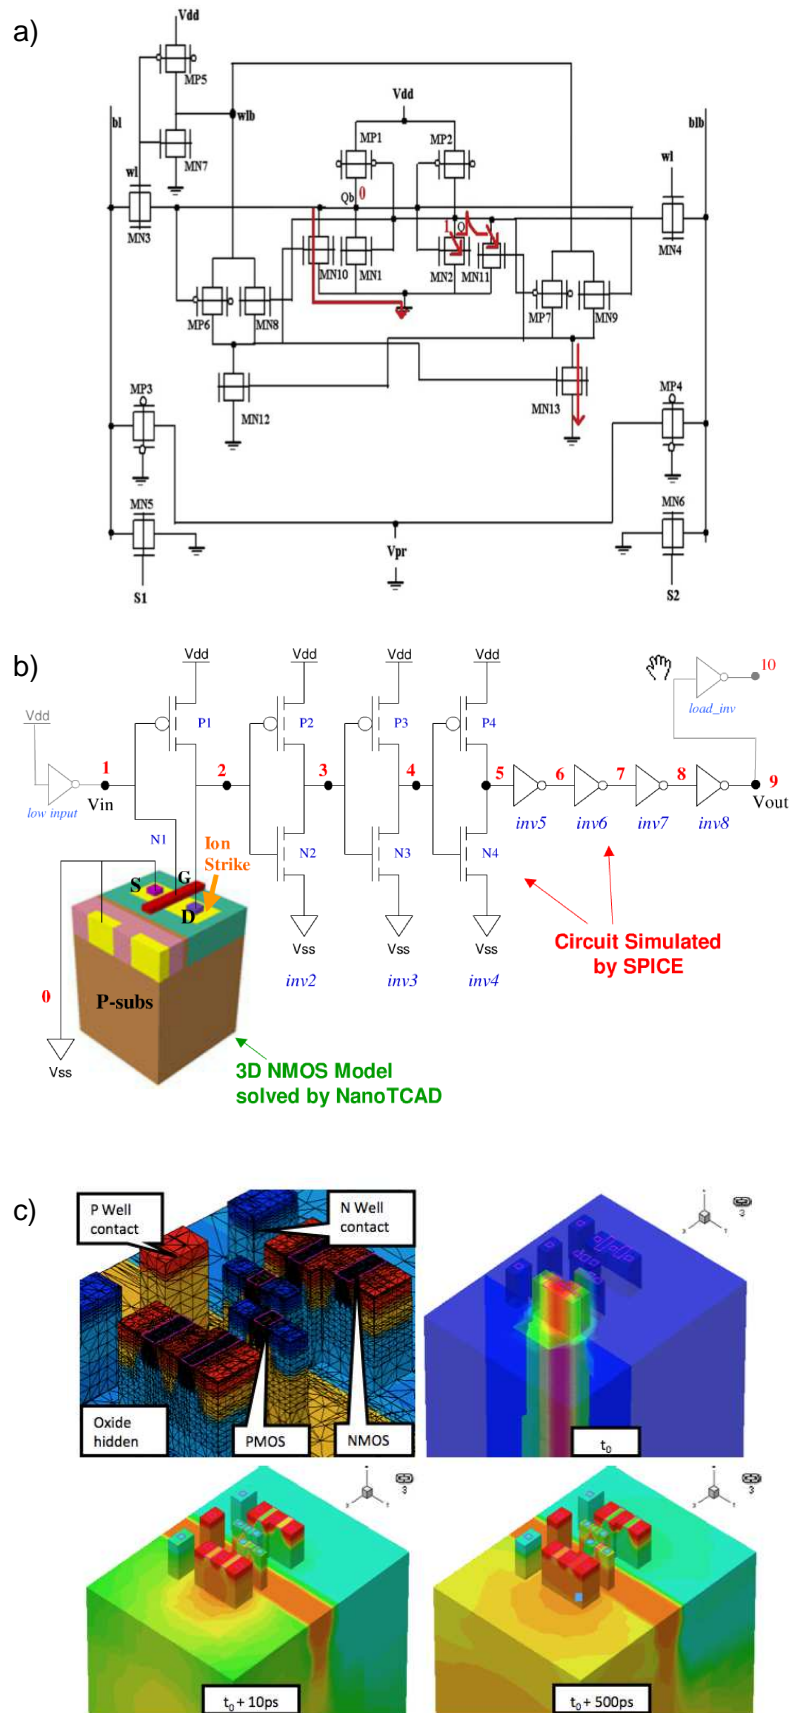 a)
Vdd
MP5
bl
wlb
Vdd
blb
MN7
MP1
MP2
wl
wl
Qb
0
1
Q
MN3
MN4
MN10
MN1
MN2
MN11
MP6
MN8
MP7
MN9
MP3
MP4
MN12
MN13
MN5
MN6
Vpr
S1
S2
b)
Vdd
Vdd
Vdd
Vdd
10
load_inv
P1
P2
P3
P4
Vdd
1
2
3
4
5
6
7
8
9
low input
Vin
Vout
inv5
inv6
inv7
inv8
N1
Ion
Strike
N2
N3
N4
S
G
D
Vss
Vss
Vss
Circuit Simulated
by SPICE
inv2
inv3
inv4
0
P-subs
Vss
3D NMOS Model
solved by NanoTCAD
c)
P Well
contact
N Well
contact
3
Oxide
hidden
PMOS
NMOS
t0
3
3
t0 + 10ps
t0 + 500ps